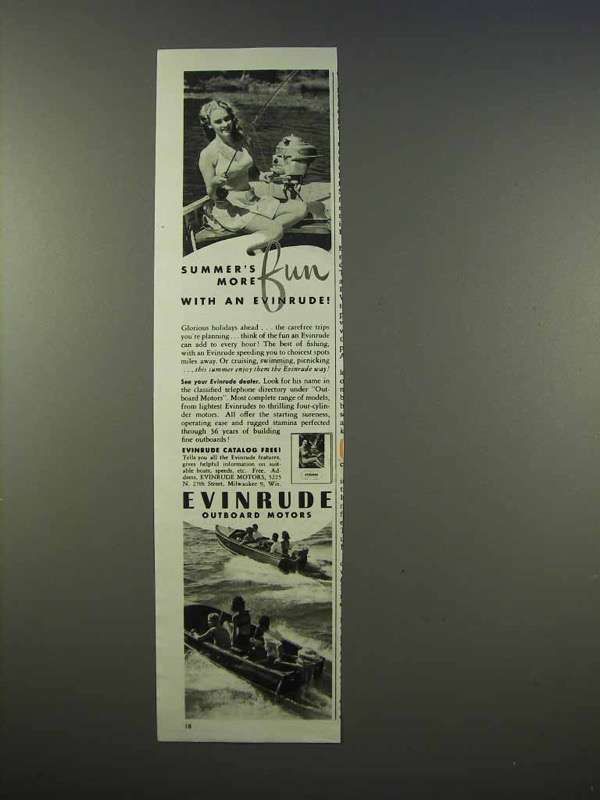 SUMMER'S
MORE fun
WITH AN EVINRUDE!
Glorious holidays ahead . . . the carefree trips
you're planning . . . think of the fun an Evinrude
can add to every hour! The best of fishing,
with an Evinrude speeding you to choicest spots
miles away. Or cruising, swimming, picnicking
. . . this summer enjoy them the Evinrude way!
See your Evinrude dealer. Look for his name in
the classified telephone directory under "Out-
board Motors". Most complete range of models,
from lightest Evinrudes to thrilling four-cylin-
der motors. All offer the starting sureness,
operating ease and rugged stamina perfected
through 36 years of building
fine outboards!
EVINRUDE CATALOG FREE!
Tells you all the Evinrude features,
gives helpful information on suit-
able boats, speeds, etc. Free. Ad-
dress, EVINRUDE MOTORS, 5225
N. 27th Street, Milwaukee 9, Wis.
EVINRUDE
OUTBOARD MOTORS
18